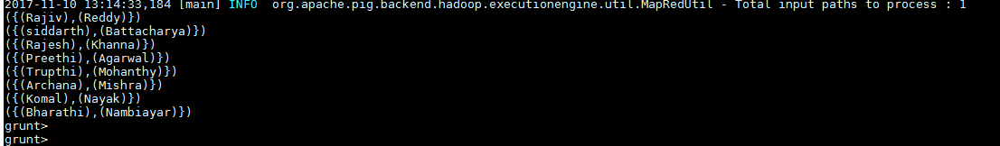 2017-11-10 13:14:33,184 [main] INFO  org.apache.pig.backend.hadoop.executionengine.util.MapRedUtil - Total input paths to process : 1
({(Rajiv),(Reddy)})
({(siddarth),(Battacharya)})
({(Rajesh),(Khanna)})
({(Preethi),(Agarwal)})
({(Trupthi),(Mohanthy)})
({(Archana),(Mishra)})
({(Komal),(Nayak)})
({(Bharathi),(Nambiayar)})
grunt>
grunt>